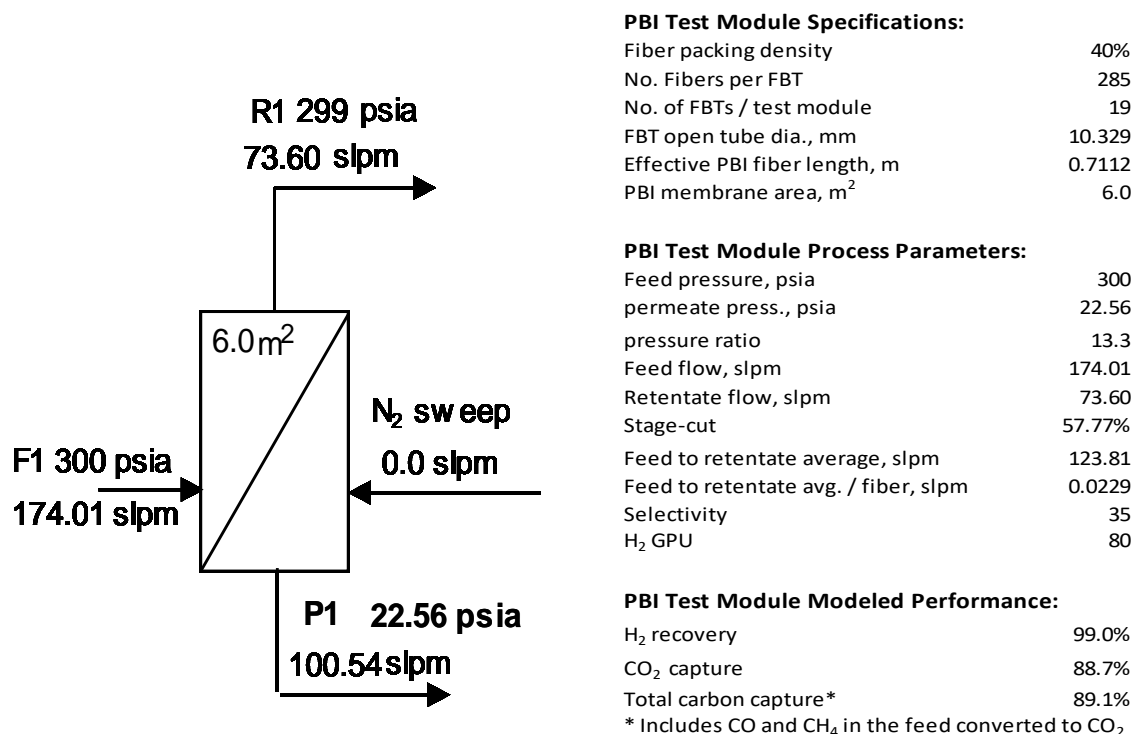 R1 299 psia
73.60 slpm
6.0m²
N₂ sweep
0.0 slpm
F1 300 psia
174.01 slpm
P1 22.56 psia
100.54 slpm
PBI Test Module Specifications:
Fiber packing density 40%
No. Fibers per FBT 285
No. of FBTs / test module 19
FBT open tube dia., mm 10.329
Effective PBI fiber length, m 0.7112
PBI membrane area, m² 6.0
PBI Test Module Process Parameters:
Feed pressure, psia 300
permeate press., psia 22.56
pressure ratio 13.3
Feed flow, slpm 174.01
Retentate flow, slpm 73.60
Stage-cut 57.77%
Feed to retentate average, slpm 123.81
Feed to retentate avg. / fiber, slpm 0.0229
Selectivity 35
H₂ GPU 80
PBI Test Module Modeled Performance:
H₂ recovery 99.0%
CO₂ capture 88.7%
Total carbon capture* 89.1%
* Includes CO and CH₄ in the feed converted to CO₂